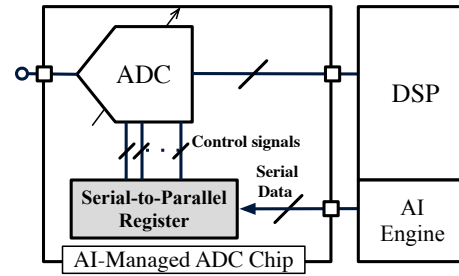 ADC
DSP
Control signals
Serial
Data
Serial-to-Parallel
Register
AI
Engine
AI-Managed ADC Chip